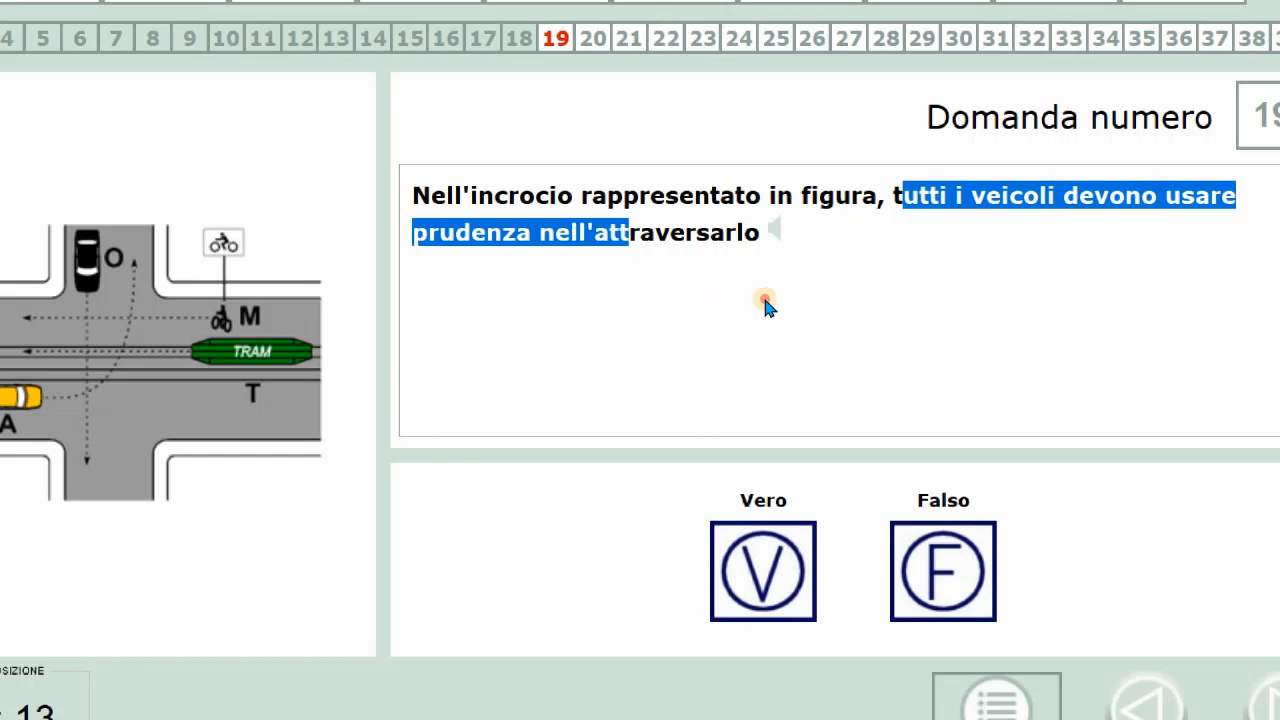 4 5 6 7 8 9 10 11 12 13 14 15 16 17 18 19 20 21 22 23 24 25 26 27 28 29 30 31 32 33 34 35 36 37 38
Domanda numero 19
Nell'incrocio rappresentato in figura, tutti i veicoli devono usare
prudenza nell'attraversarlo
O
M
TRAM
T
A
Vero Falso
V F
13